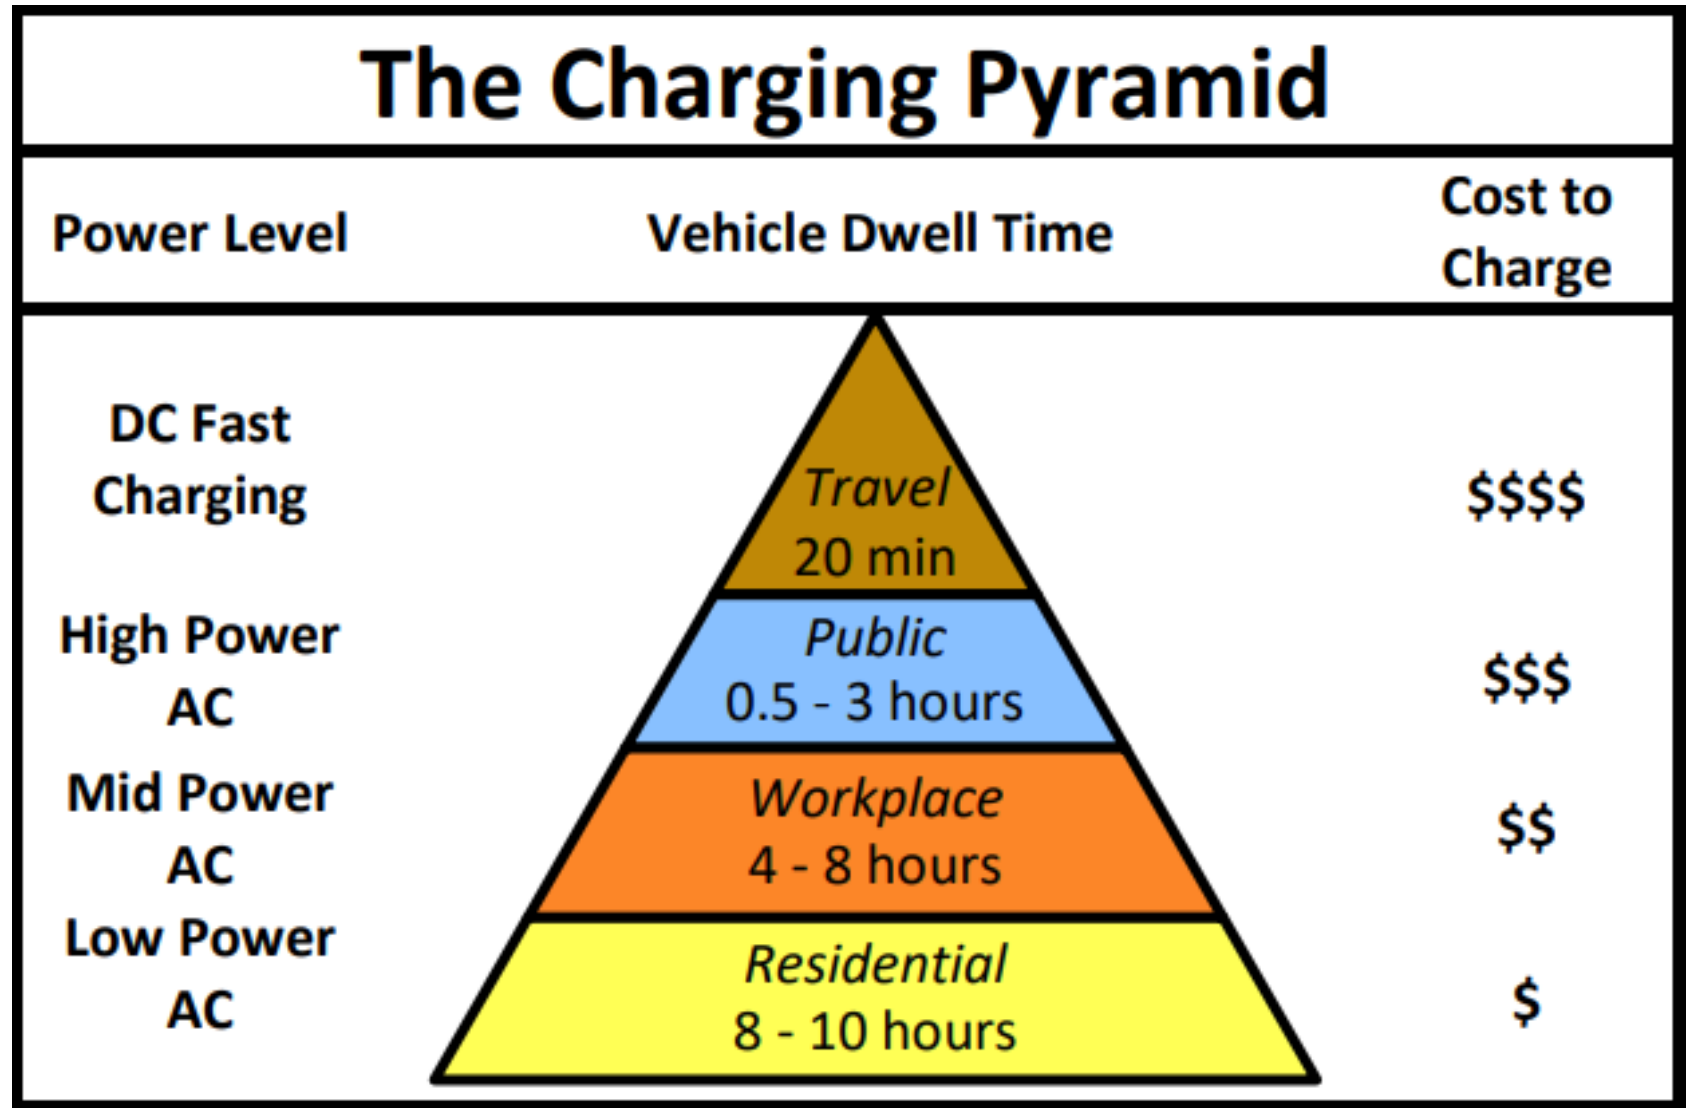 The Charging Pyramid
Power Level
Vehicle Dwell Time
Cost to
Charge
DC Fast
Charging
Travel
20 min
$$$$
High Power
AC
Public
0.5 - 3 hours
$$$
Mid Power
AC
Workplace
4 - 8 hours
$$
Low Power
AC
Residential
8 - 10 hours
$